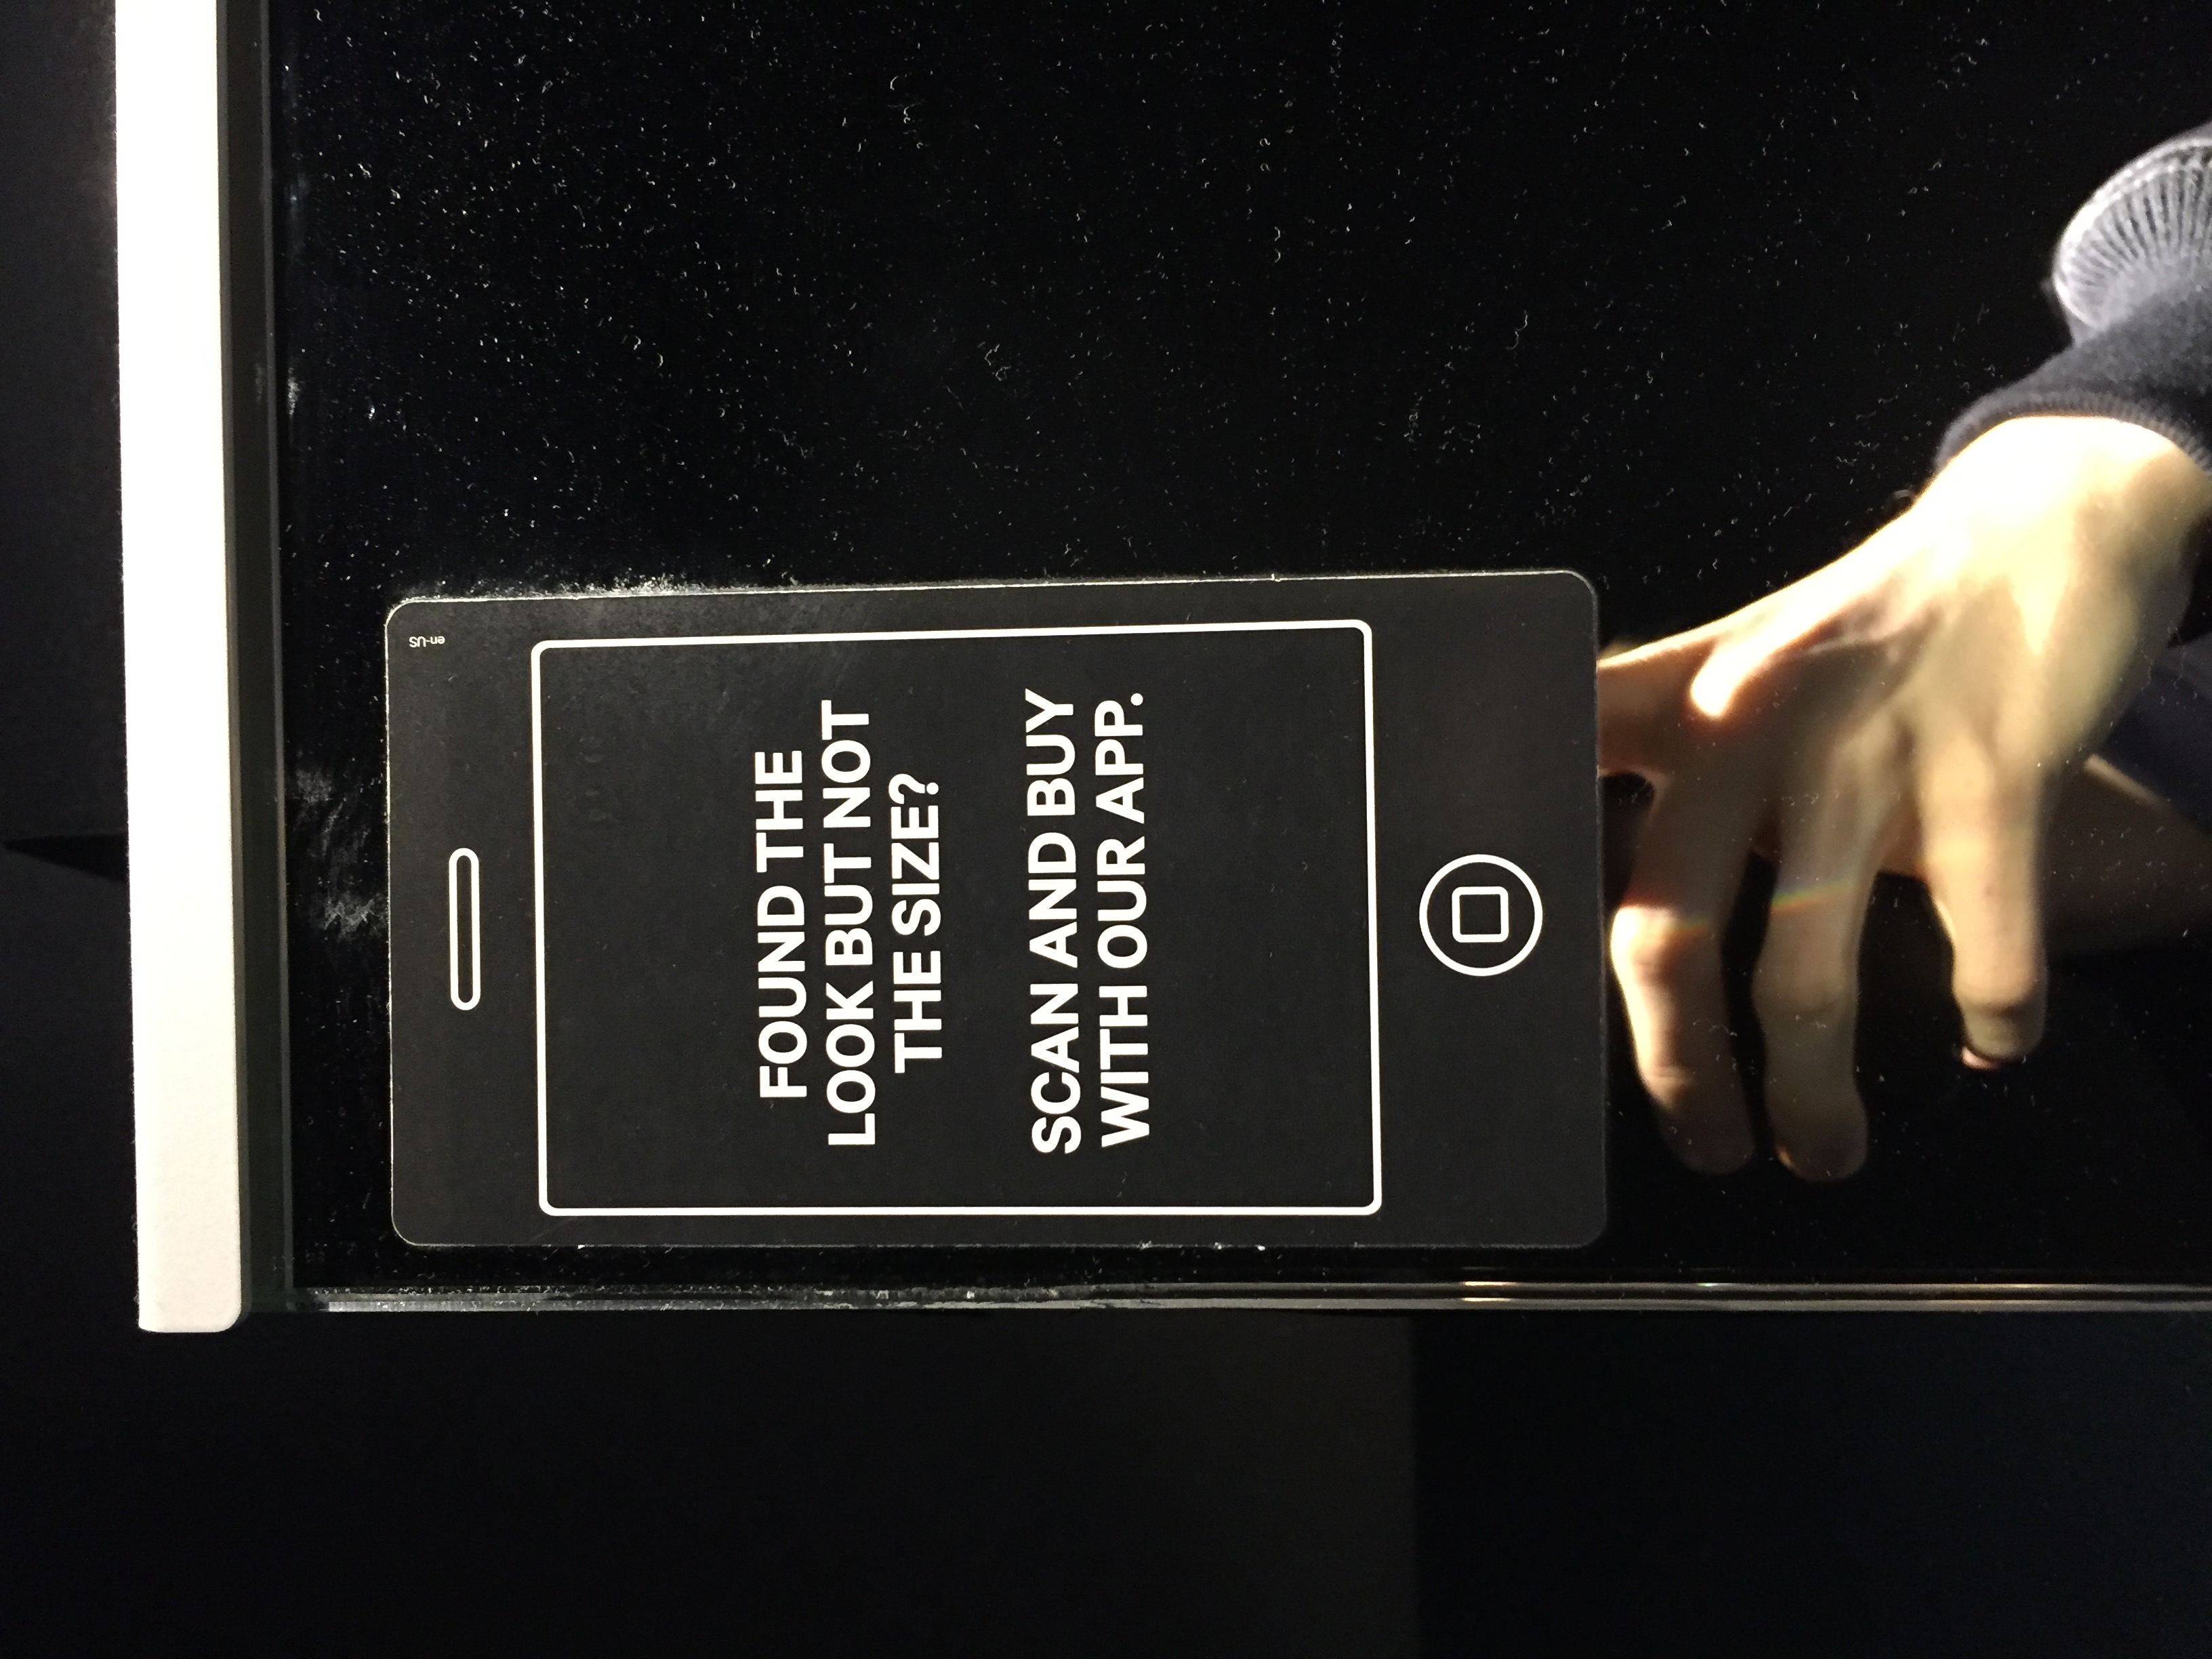 en-US
FOUND THE
LOOK BUT NOT
THE SIZE?
SCAN AND BUY
WITH OUR APP.